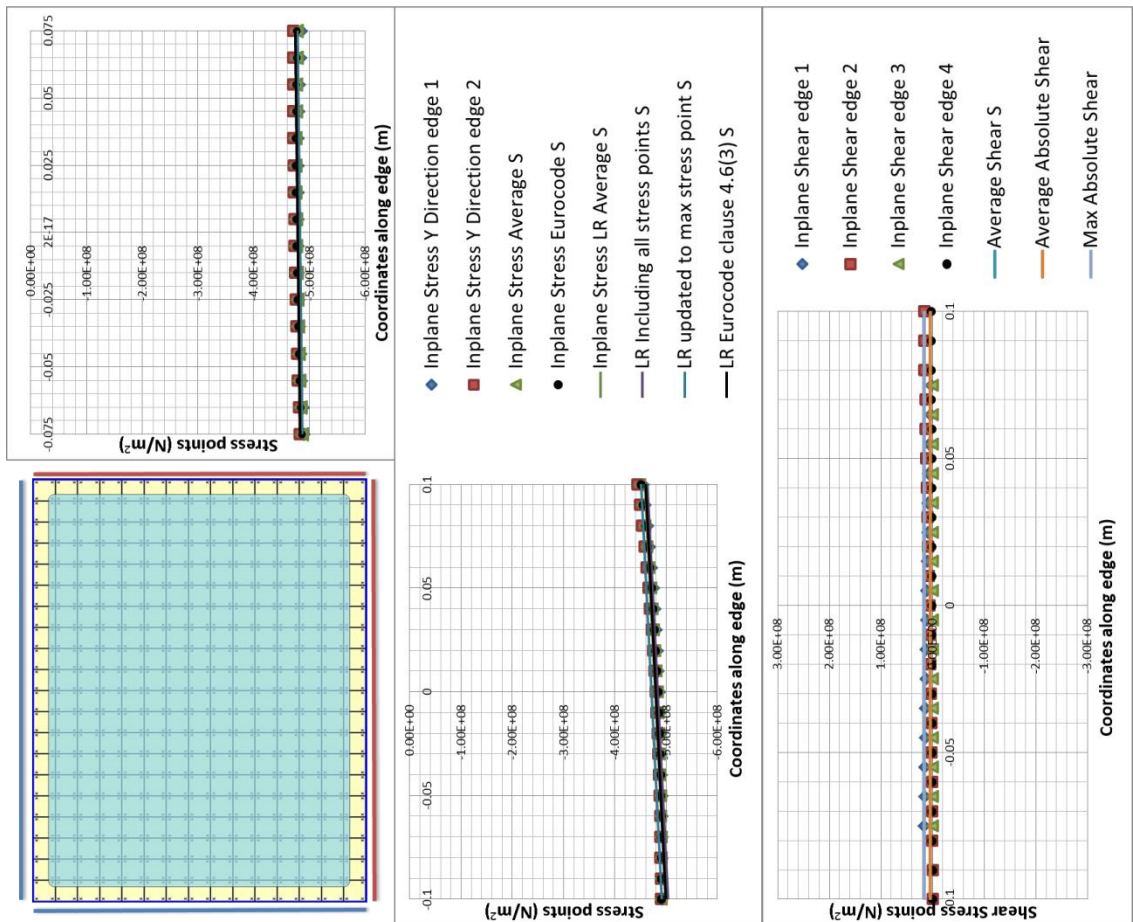 0.00E+00
-1.00E+08
-2.00E+08
-3.00E+08
-4.00E+08
-5.00E+08
-6.00E+08
Stress points (N/m²)
-0.075
-0.05
-0.025
2E-17
0.025
0.05
0.075
Coordinates along edge (m)
0.00E+00
-1.00E+08
-2.00E+08
-3.00E+08
-4.00E+08
-5.00E+08
-6.00E+08
Stress points (N/m²)
-0.1
-0.05
0
0.05
0.1
Coordinates along edge (m)
Inplane Stress Y Direction edge 1
Inplane Stress Y Direction edge 2
Inplane Stress Average S
Inplane Stress Eurocode S
Inplane Stress LR Average S
LR Including all stress points S
LR updated to max stress point S
LR Eurocode clause 4.6(3) S
3.00E+08
2.00E+08
1.00E+08
0.00E+00
-1.00E+08
-2.00E+08
-3.00E+08
Shear Stress points (N/m²)
-0.1
-0.05
0
0.05
0.1
Coordinates along edge (m)
Inplane Shear edge 1
Inplane Shear edge 2
Inplane Shear edge 3
Inplane Shear edge 4
Average Shear S
Average Absolute Shear
Max Absolute Shear